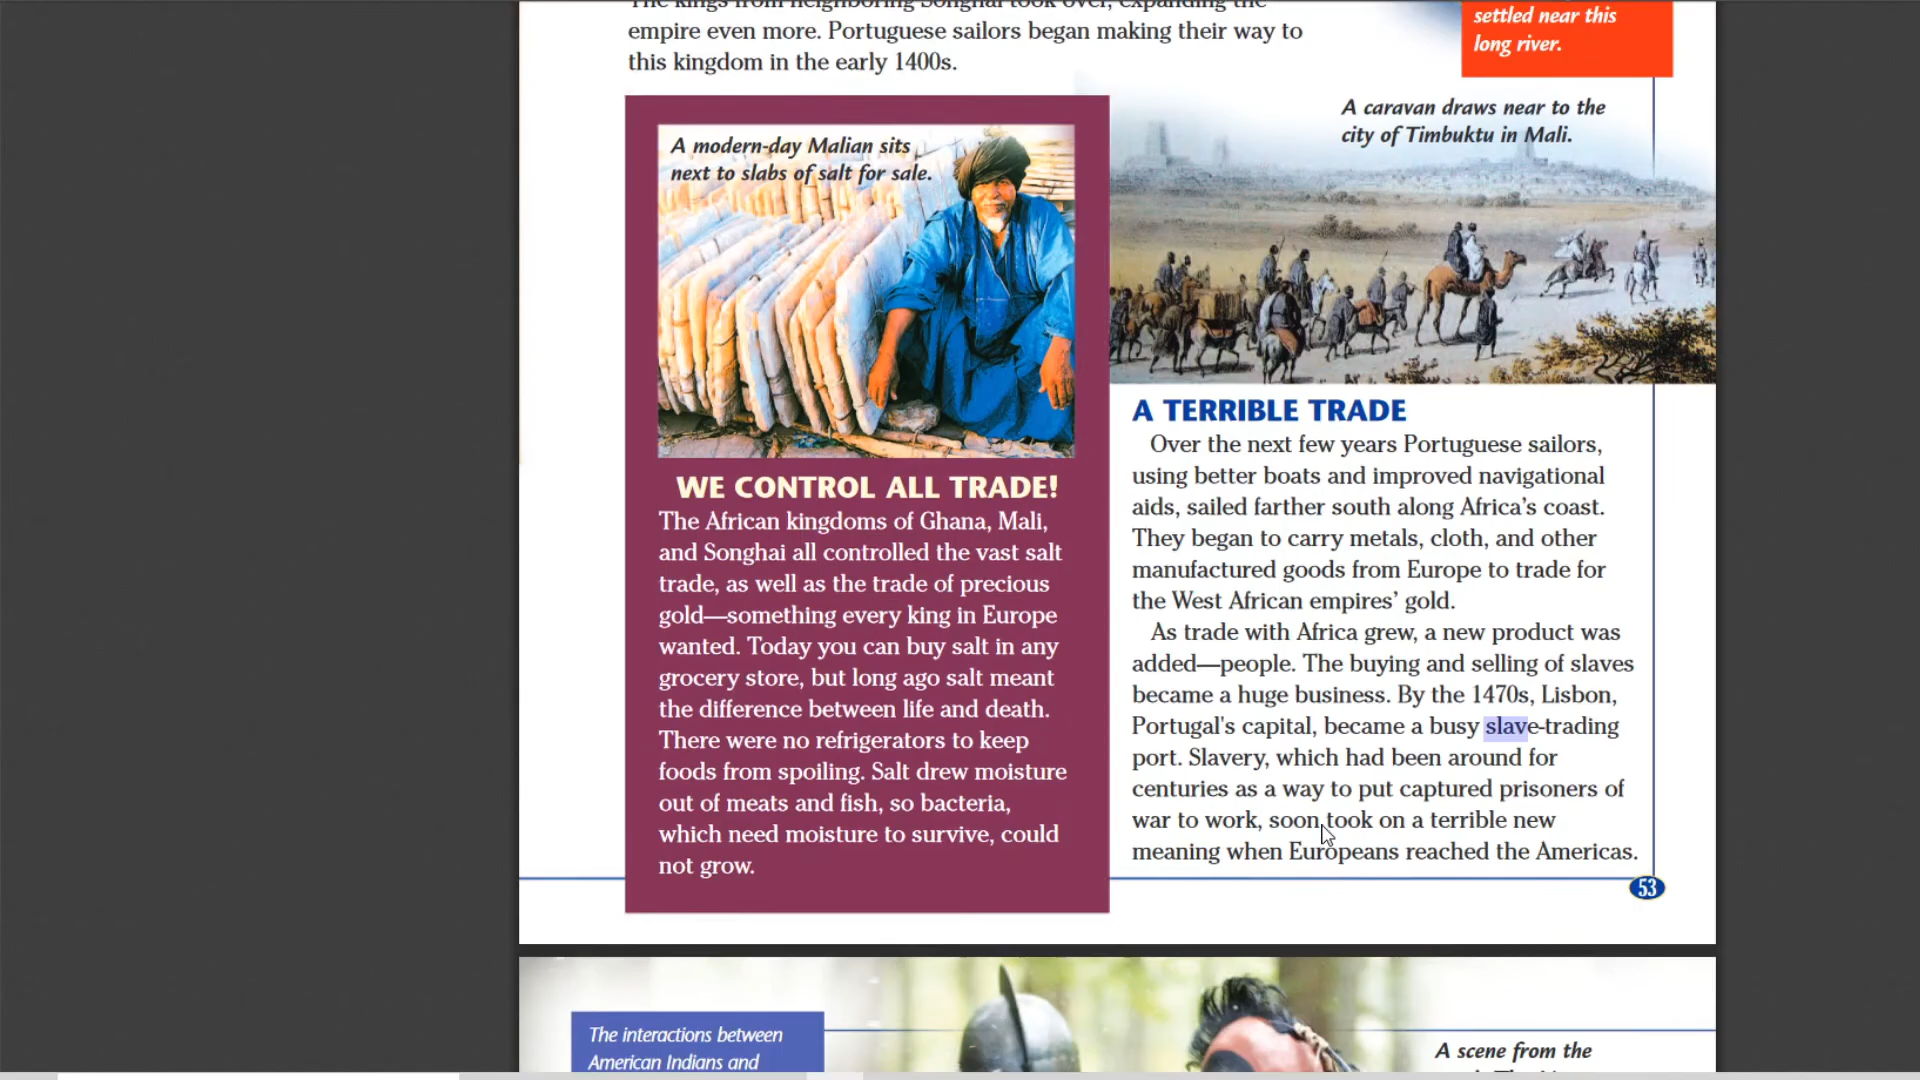 The kings from neighboring Songhai took over, expanding the
empire even more. Portuguese sailors began making their way to
this kingdom in the early 1400s.
settled near this
long river.
A caravan draws near to the
city of Timbuktu in Mali.
A modern-day Malian sits
next to slabs of salt for sale.
WE CONTROL ALL TRADE!
The African kingdoms of Ghana, Mali,
and Songhai all controlled the vast salt
trade, as well as the trade of precious
gold—something every king in Europe
wanted. Today you can buy salt in any
grocery store, but long ago salt meant
the difference between life and death.
There were no refrigerators to keep
foods from spoiling. Salt drew moisture
out of meats and fish, so bacteria,
which need moisture to survive, could
not grow.
A TERRIBLE TRADE
Over the next few years Portuguese sailors,
using better boats and improved navigational
aids, sailed farther south along Africa’s coast.
They began to carry metals, cloth, and other
manufactured goods from Europe to trade for
the West African empires’ gold.
As trade with Africa grew, a new product was
added—people. The buying and selling of slaves
became a huge business. By the 1470s, Lisbon,
Portugal's capital, became a busy slave-trading
port. Slavery, which had been around for
centuries as a way to put captured prisoners of
war to work, soon took on a terrible new
meaning when Europeans reached the Americas.
53
The interactions between
American Indians and
A scene from the